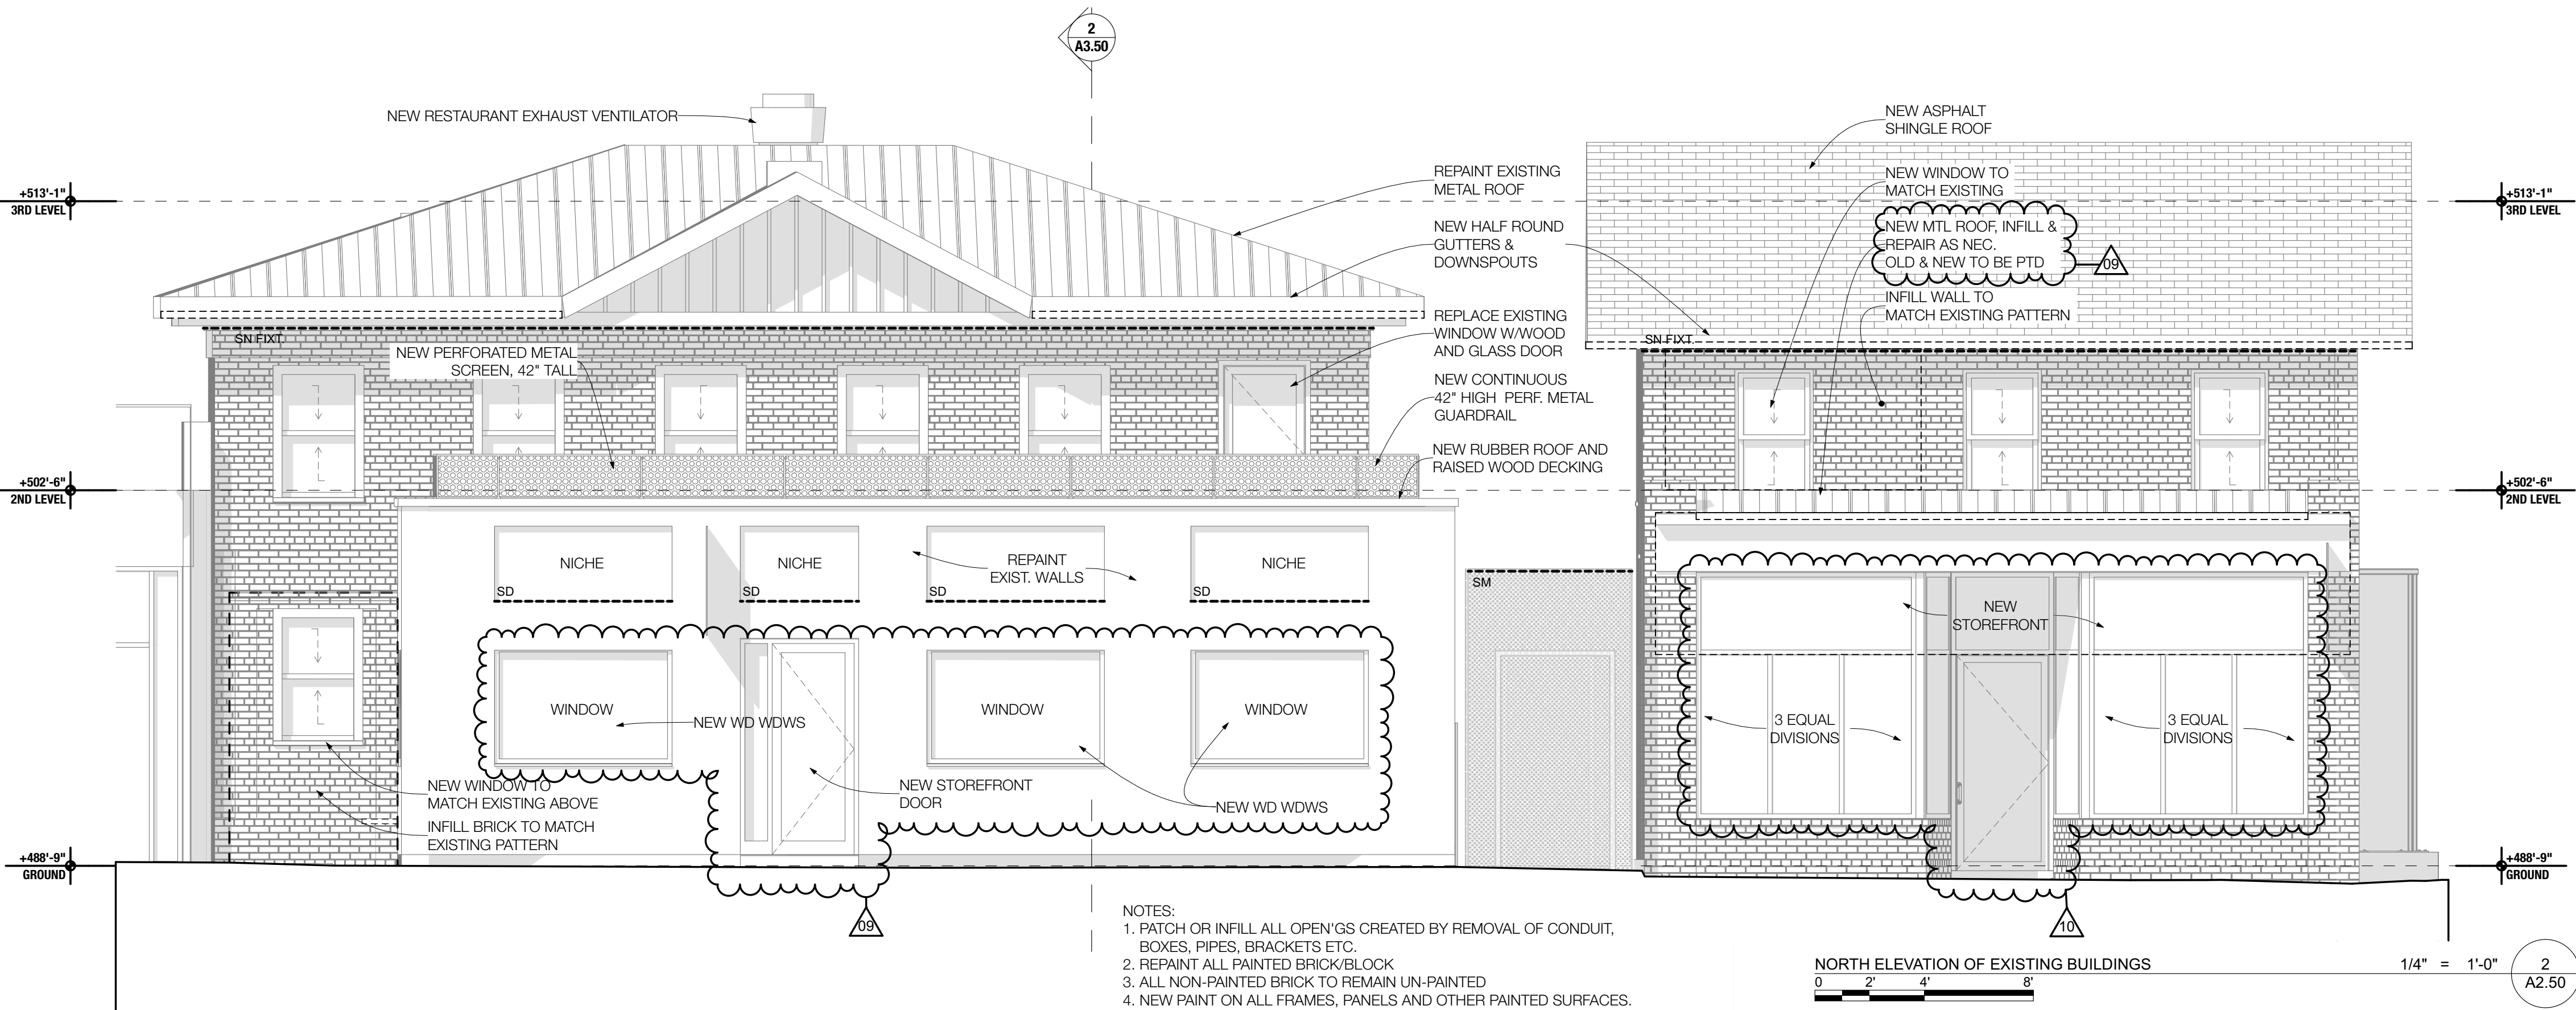 2
A3.50
NEW RESTAURANT EXHAUST VENTILATOR
NEW ASPHALT
SHINGLE ROOF
REPAINT EXISTING
METAL ROOF
NEW WINDOW TO
MATCH EXISTING
+513'-1"
3RD LEVEL
+513'-1"
3RD LEVEL
NEW HALF ROUND
GUTTERS &
DOWNSPOUTS
NEW MTL ROOF, INFILL &
REPAIR AS NEC.
OLD & NEW TO BE PTD
09
INFILL WALL TO
MATCH EXISTING PATTERN
REPLACE EXISTING
WINDOW W/WOOD
AND GLASS DOOR
SN FIXT.
SN FIXT.
NEW PERFORATED METAL
SCREEN, 42" TALL
NEW CONTINUOUS
42" HIGH PERF. METAL
GUARDRAIL
NEW RUBBER ROOF AND
RAISED WOOD DECKING
+502'-6"
2ND LEVEL
+502'-6"
2ND LEVEL
NICHE
NICHE
REPAINT
EXIST. WALLS
NICHE
SD
SD
SD
SD
SM
NEW
STOREFRONT
WINDOW
NEW WD WDWS
WINDOW
WINDOW
3 EQUAL
DIVISIONS
3 EQUAL
DIVISIONS
NEW WINDOW TO
MATCH EXISTING ABOVE
NEW STOREFRONT
DOOR
NEW WD WDWS
INFILL BRICK TO MATCH
EXISTING PATTERN
+488'-9"
GROUND
+488'-9"
GROUND
09
10
NOTES:
1. PATCH OR INFILL ALL OPEN'GS CREATED BY REMOVAL OF CONDUIT,
BOXES, PIPES, BRACKETS ETC.
2. REPAINT ALL PAINTED BRICK/BLOCK
3. ALL NON-PAINTED BRICK TO REMAIN UN-PAINTED
4. NEW PAINT ON ALL FRAMES, PANELS AND OTHER PAINTED SURFACES.
NORTH ELEVATION OF EXISTING BUILDINGS
1/4" = 1'-0"
0 2' 4' 8'
2
A2.50